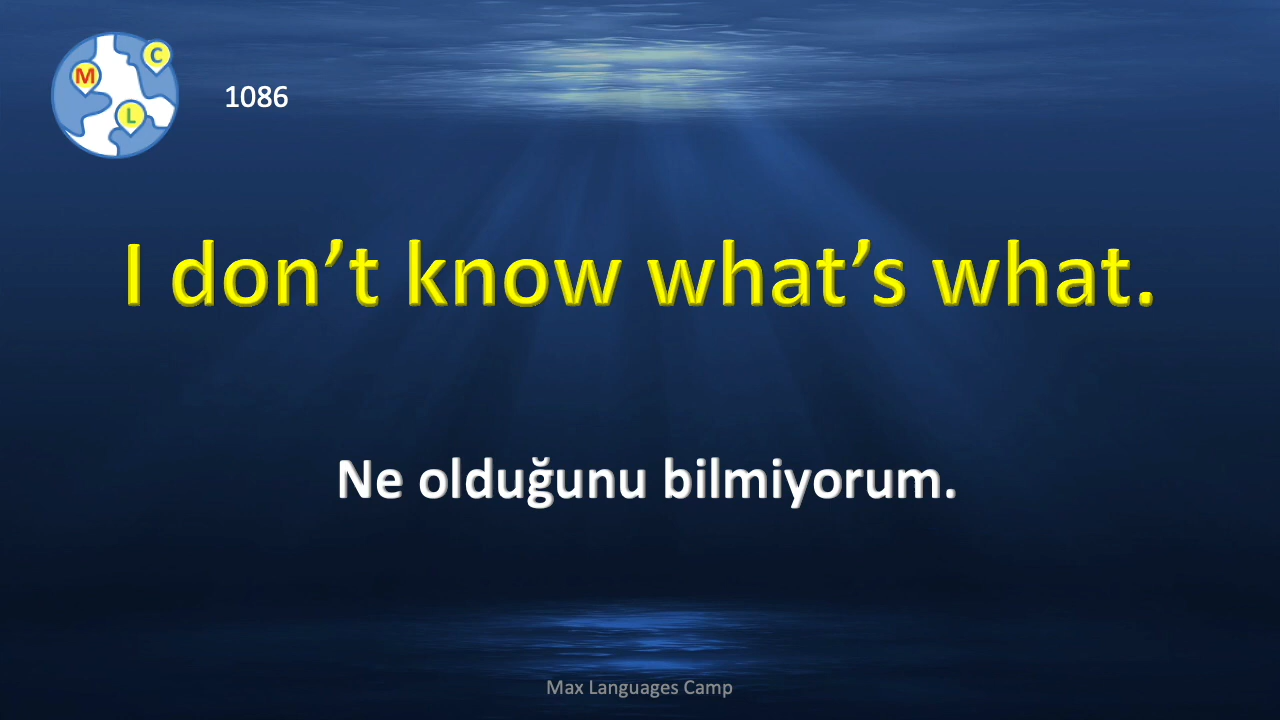 C
M
L
1086
I don’t know what’s what.
Ne olduğunu bilmiyorum.
Max Languages Camp